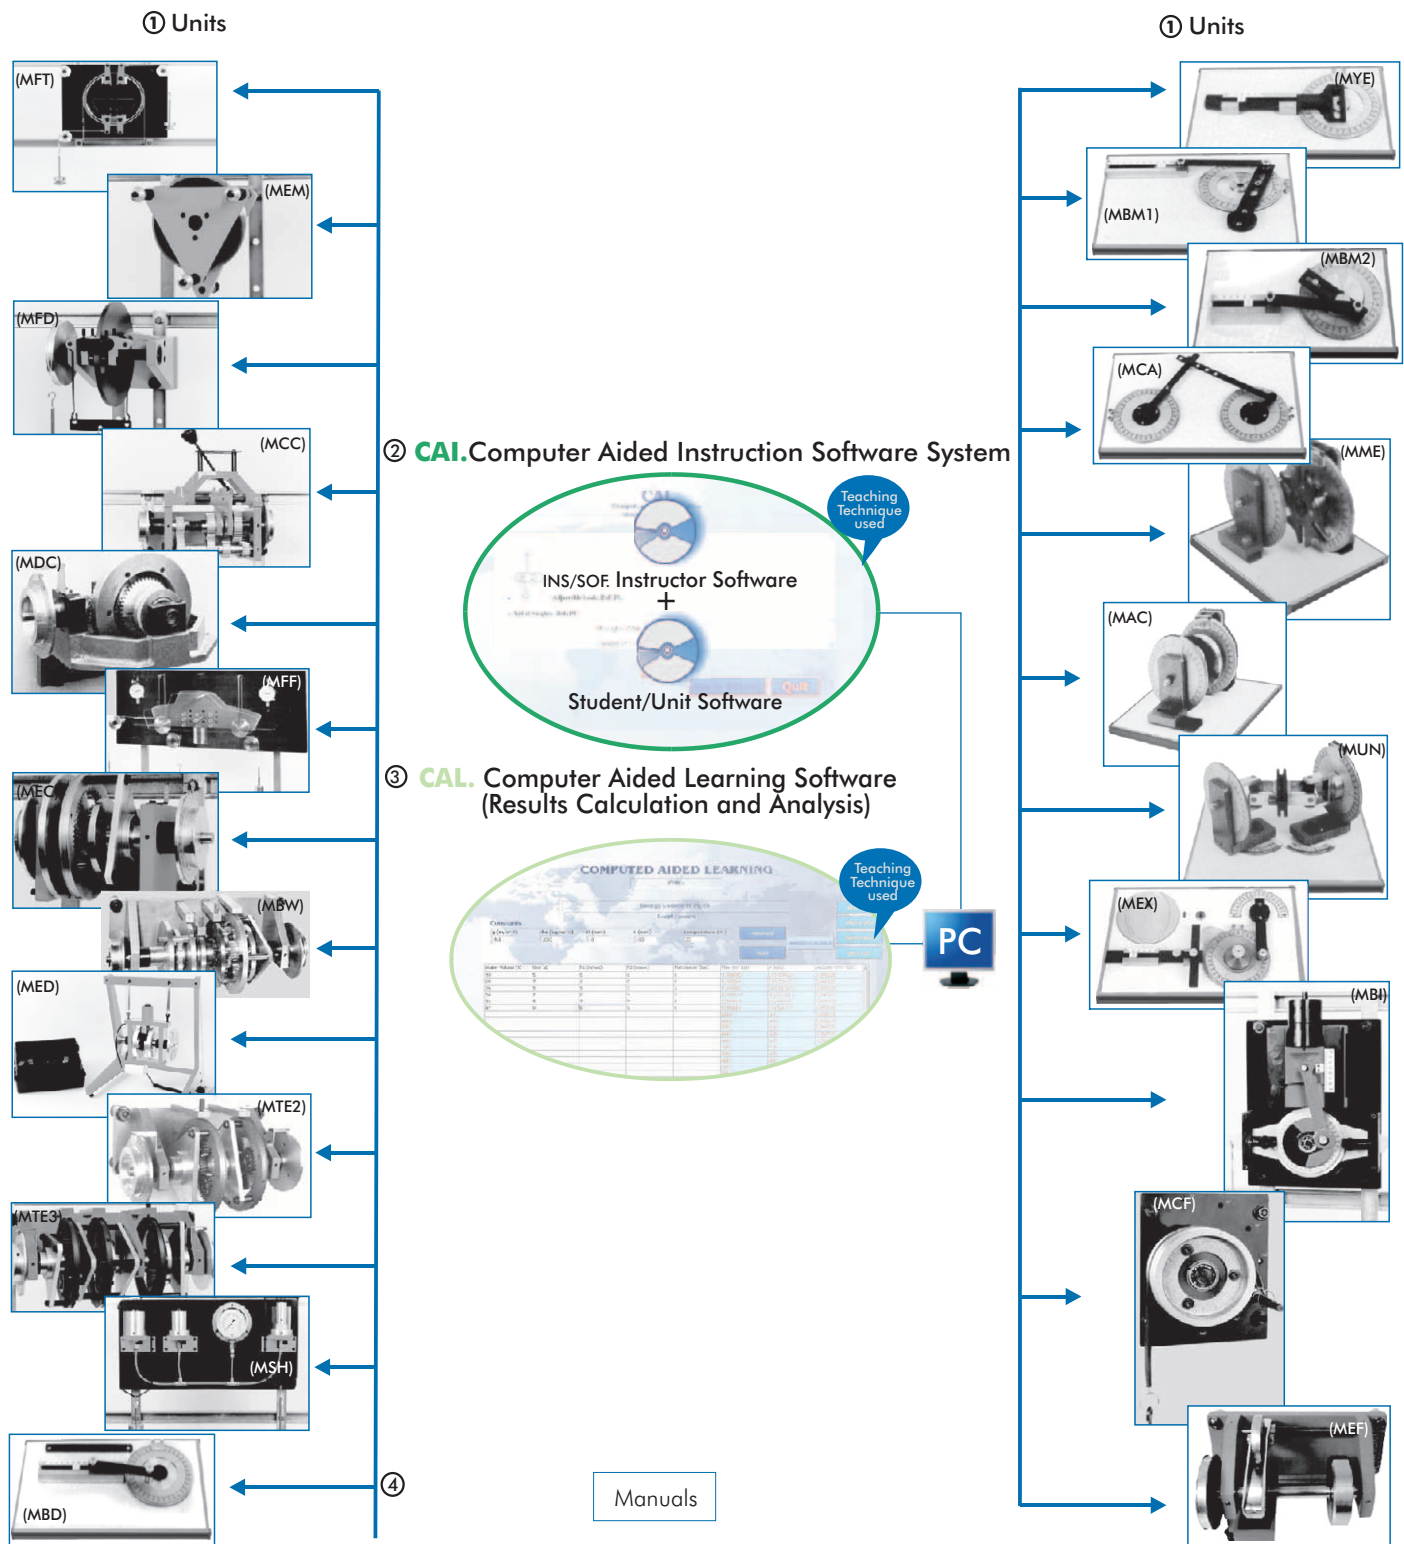 ① Units
(MFT)
(MEM)
(MFD)
(MCC)
(MDC)
(MFF)
(MEC)
(MBW)
(MED)
(MTE2)
(MTE3)
(MSH)
(MBD)
② CAI.Computer Aided Instruction Software System
CAI
Teaching
Technique
used
INS/SOF. Instructor Software
+
Student/Unit Software
Quit
③ CAL. Computer Aided Learning Software
(Results Calculation and Analysis)
COMPUTED AIDED LEARNING
Constants
Teaching
Technique
used
PC
④
Manuals
① Units
(MYE)
(MBM1)
(MBM2)
(MCA)
(MME)
(MAC)
(MUN)
(MEX)
(MBI)
(MCF)
(MEF)